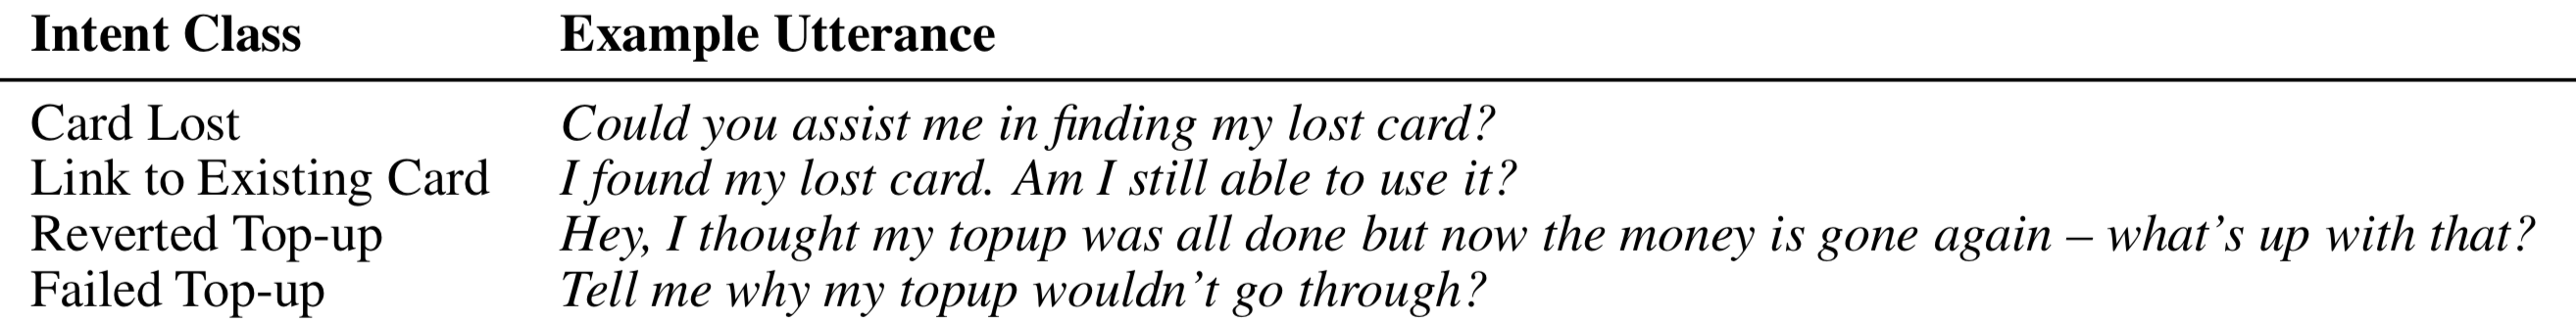 Intent Class Example Utterance
Card Lost Could you assist me in finding my lost card?
Link to Existing Card I found my lost card. Am I still able to use it?
Reverted Top-up Hey, I thought my topup was all done but now the money is gone again – what's up with that?
Failed Top-up Tell me why my topup wouldn't go through?